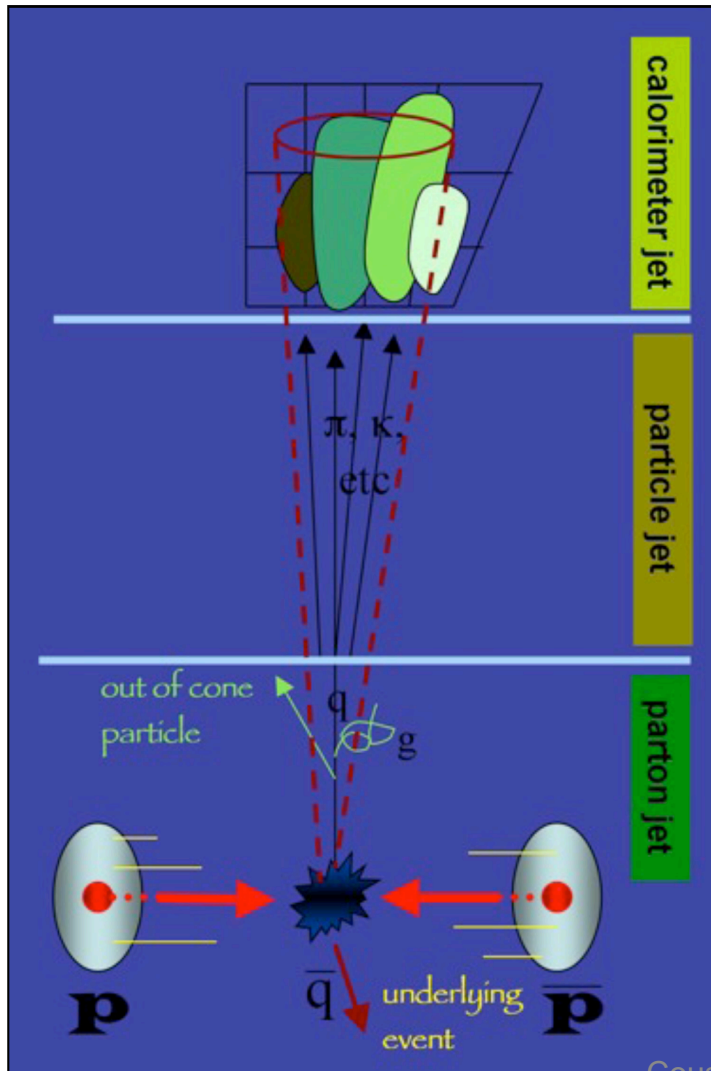 calorimeter jet
π, κ,
etc
particle jet
out of cone
particle
q
g
parton jet
p
q̅
underlying
event
p̅